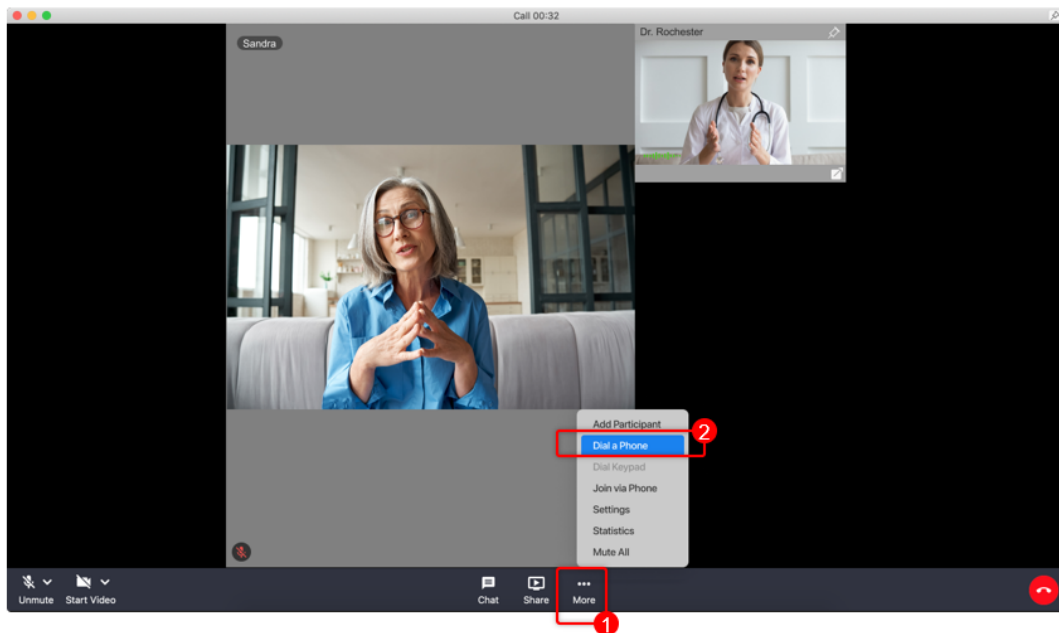 Call 00:32
Sandra
Dr. Rochester
Add Participant
Dial a Phone
2
Dial Keypad
Join via Phone
Settings
Statistics
Mute All
Unmute
Start Video
Chat
Share
More
1